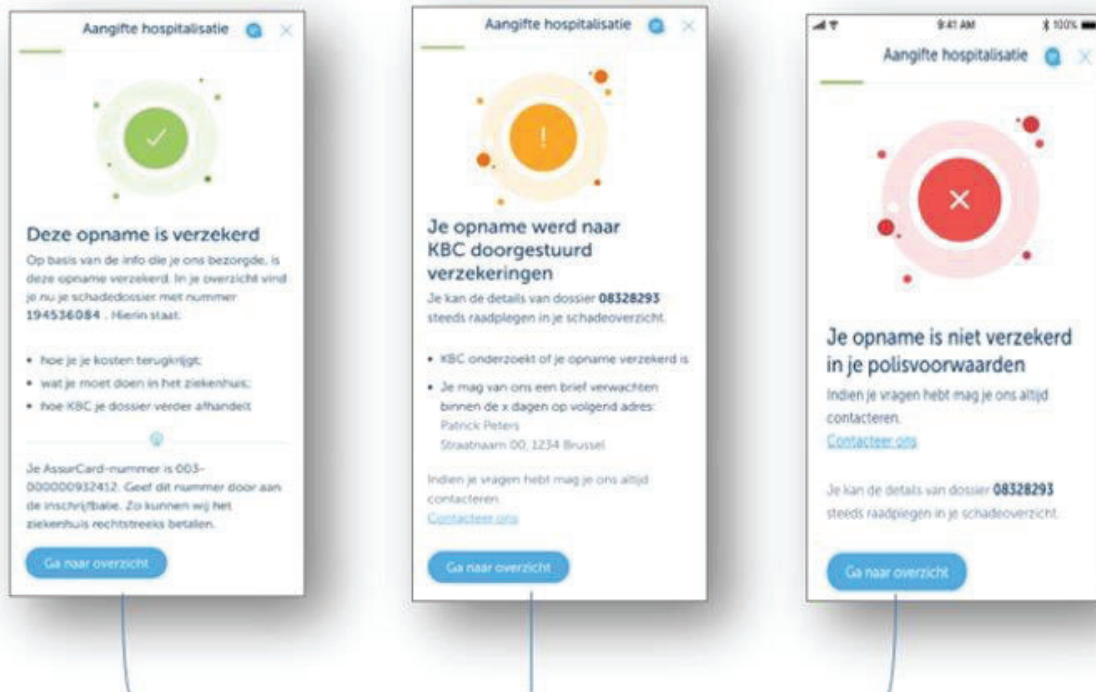 Aangifte hospitalisatie
Deze opname is verzekerd
Op basis van de info die je ons bezorgde, is
deze opname verzekerd. In je overzicht vind
je nu je schadedossier met nummer
194536084 . Hierin staat:
• hoe je je kosten terugkrijgt;
• wat je moet doen in het ziekenhuis;
• hoe KBC je dossier verder afhandelt
Je AssurCard-nummer is 003-
000000932412. Geef dit nummer door aan
de inschrijfbalie. Zo kunnen wij het
ziekenhuis rechtstreeks betalen.
Ga naar overzicht
Aangifte hospitalisatie
Je opname werd naar
KBC doorgestuurd
verzekeringen
Je kan de details van dossier 08328293
steeds raadplegen in je schadeoverzicht.
• KBC onderzoekt of je opname verzekerd is
• Je mag van ons een brief verwachten
binnen de x dagen op volgend adres:
Patrick Peters
Straatnaam 00, 1234 Brussel
Indien je vragen hebt mag je ons altijd
contacteren.
Contacteer ons
Ga naar overzicht
9:41 AM 100%
Aangifte hospitalisatie
Je opname is niet verzekerd
in je polisvoorwaarden
Indien je vragen hebt mag je ons altijd
contacteren.
Contacteer ons
Je kan de details van dossier 08328293
steeds raadplegen in je schadeoverzicht.
Ga naar overzicht